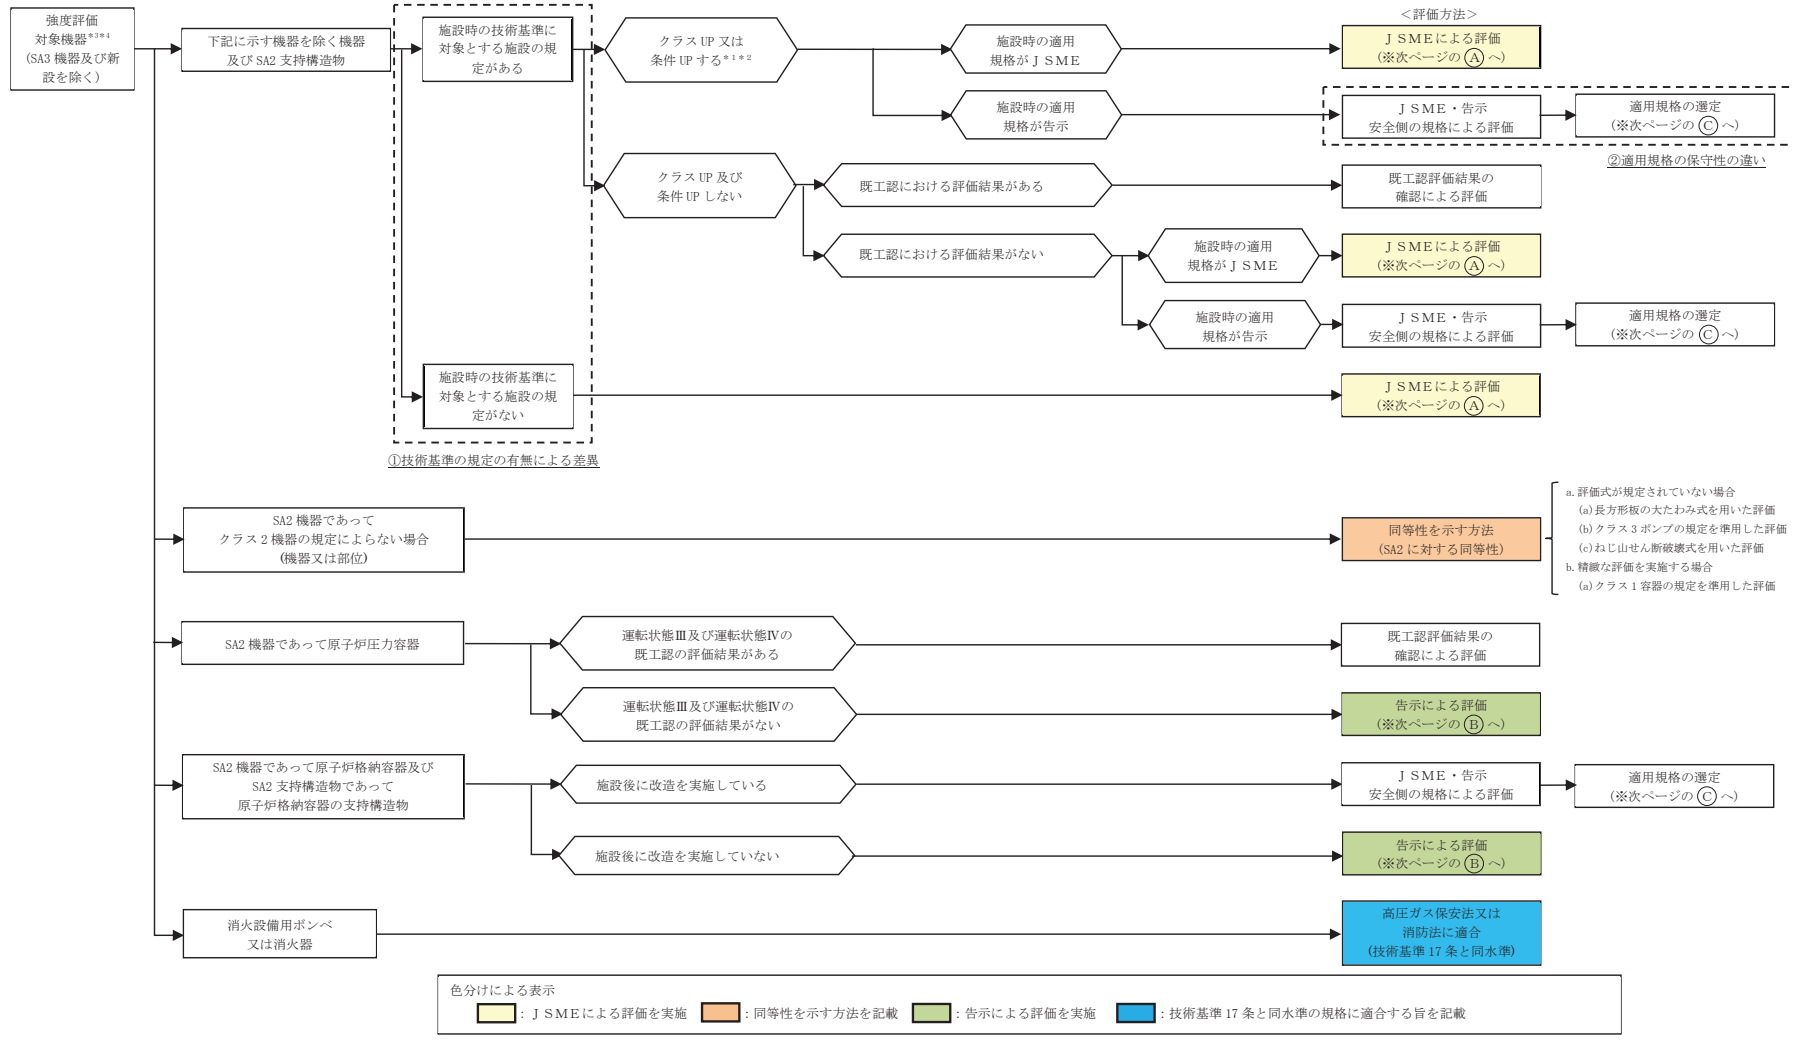 強度評価
対象機器*3*4
(SA3 機器及び新
設を除く)
下記に示す機器を除く機器
及び SA2 支持構造物
施設時の技術基準に
対象とする施設の規
定がある
クラス UP 又は
条件 UP する*1*2
施設時の適用
規格がＪＳＭＥ
＜評価方法＞
ＪＳＭＥによる評価
(※次ページの Ⓐ へ)
施設時の適用
規格が告示
ＪＳＭＥ・告示
安全側の規格による評価
適用規格の選定
(※次ページの Ⓒ へ)
②適用規格の保守性の違い
クラス UP 及び
条件 UP しない
既工認における評価結果がある
既工認評価結果の
確認による評価
既工認における評価結果がない
施設時の適用
規格がＪＳＭＥ
ＪＳＭＥによる評価
(※次ページの Ⓐ へ)
施設時の適用
規格が告示
ＪＳＭＥ・告示
安全側の規格による評価
適用規格の選定
(※次ページの Ⓒ へ)
施設時の技術基準に
対象とする施設の規
定がない
ＪＳＭＥによる評価
(※次ページの Ⓐ へ)
①技術基準の規定の有無による差異
SA2 機器であって
クラス 2 機器の規定によらない場合
(機器又は部位)
同等性を示す方法
(SA2 に対する同等性)
a. 評価式が規定されていない場合
(a)長方形板の大たわみ式を用いた評価
(b)クラス 3 ポンプの規定を準用した評価
(c)ねじ山せん断破壊式を用いた評価
b. 精緻な評価を実施する場合
(a)クラス 1 容器の規定を準用した評価
SA2 機器であって原子炉圧力容器
運転状態Ⅲ及び運転状態Ⅳの
既工認の評価結果がある
既工認評価結果の
確認による評価
運転状態Ⅲ及び運転状態Ⅳの
既工認の評価結果がない
告示による評価
(※次ページの Ⓑ へ)
SA2 機器であって原子炉格納容器及び
SA2 支持構造物であって
原子炉格納容器の支持構造物
施設後に改造を実施している
ＪＳＭＥ・告示
安全側の規格による評価
適用規格の選定
(※次ページの Ⓒ へ)
施設後に改造を実施していない
告示による評価
(※次ページの Ⓑ へ)
消火設備用ボンベ
又は消火器
高圧ガス保安法又は
消防法に適合
(技術基準 17 条と同水準)
色分けによる表示
：ＪＳＭＥによる評価を実施
：同等性を示す方法を記載
：告示による評価を実施
：技術基準 17 条と同水準の規格に適合する旨を記載